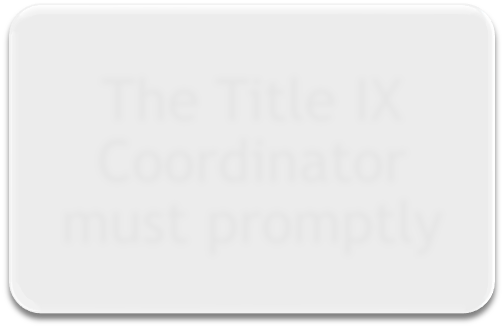 The Title IX
Coordinator
must promptly